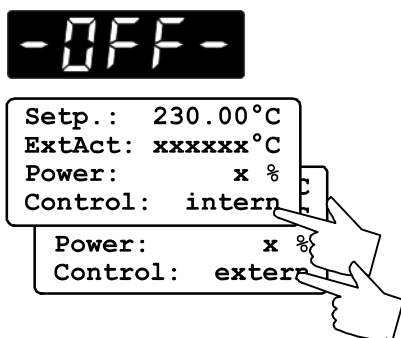 -OFF-
Setp.: 230.00°C
ExtAct: xxxxxx°C
Power: x %
Control: intern
C
Power: x %
Control: extern